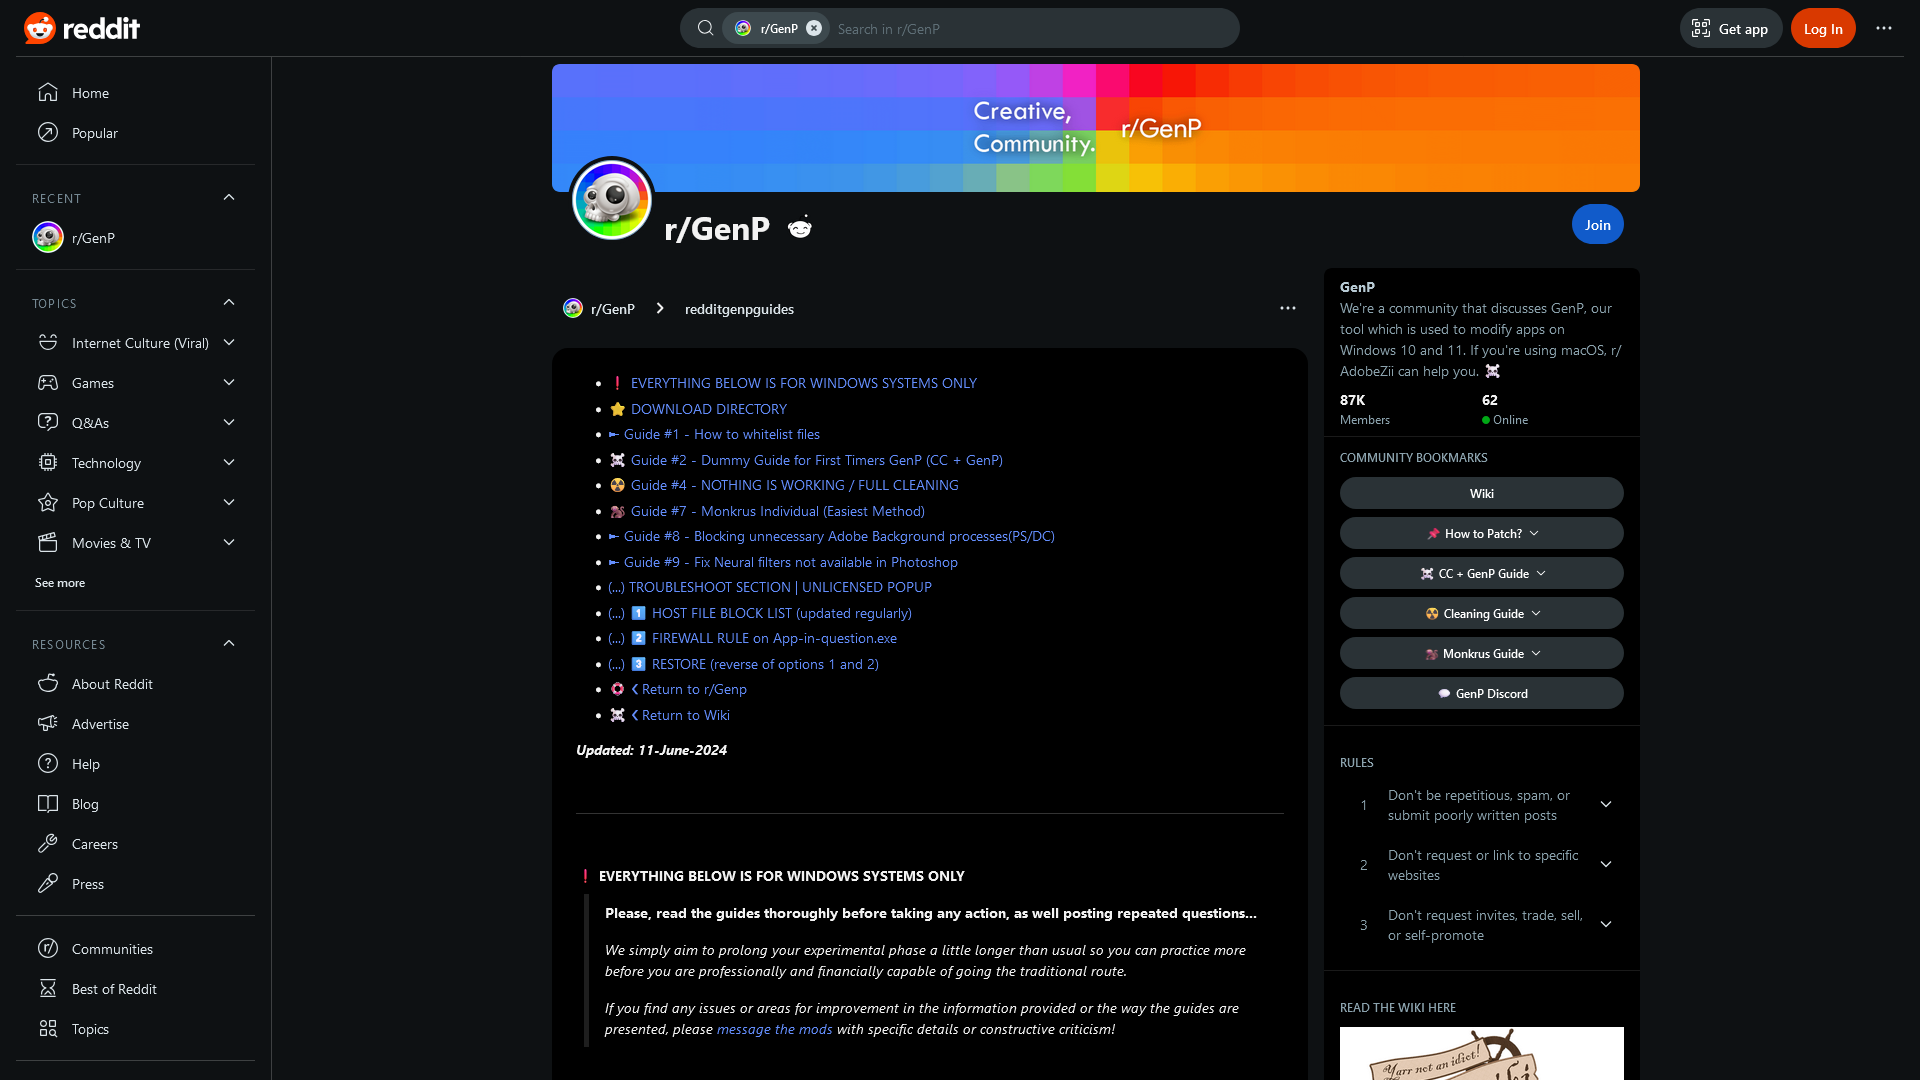 reddit
r/GenP
Search in r/GenP
Get app
Log In
Home
Popular
RECENT
r/GenP
TOPICS
Internet Culture (Viral)
Games
Q&As
Technology
Pop Culture
Movies & TV
See more
RESOURCES
About Reddit
Advertise
Help
Blog
Careers
Press
Communities
Best of Reddit
Topics
Creative,
Community.
r/GenP
r/GenP
Join
r/GenP
redditgenpguides
❗ EVERYTHING BELOW IS FOR WINDOWS SYSTEMS ONLY
⭐ DOWNLOAD DIRECTORY
⪼ Guide #1 - How to whitelist files
☠️ Guide #2 - Dummy Guide for First Timers GenP (CC + GenP)
☢️ Guide #4 - NOTHING IS WORKING / FULL CLEANING
Guide #7 - Monkrus Individual (Easiest Method)
Guide #8 - Blocking unnecessary Adobe Background processes(PS/DC)
Guide #9 - Fix Neural filters not available in Photoshop
(...) TROUBLESHOOT SECTION | UNLICENSED POPUP
(...) 1️⃣ HOST FILE BLOCK LIST (updated regularly)
(...) 2️⃣ FIREWALL RULE on App-in-question.exe
(...) 3️⃣ RESTORE (reverse of options 1 and 2)
❮ Return to r/Genp
❮ Return to Wiki
Updated: 11-June-2024
❗ EVERYTHING BELOW IS FOR WINDOWS SYSTEMS ONLY
Please, read the guides thoroughly before taking any action, as well posting repeated questions...
We simply aim to prolong your experimental phase a little longer than usual so you can practice more
before you are professionally and financially capable of going the traditional route.
If you find any issues or areas for improvement in the information provided or the way the guides are
presented, please message the mods with specific details or constructive criticism!
GenP
We're a community that discusses GenP, our
tool which is used to modify apps on
Windows 10 and 11. If you're using macOS, r/
AdobeZii can help you. ☠️
87K
Members
62
Online
COMMUNITY BOOKMARKS
Wiki
📌 How to Patch?
☠️ CC + GenP Guide
☢️ Cleaning Guide
Monkrus Guide
GenP Discord
RULES
1
Don't be repetitious, spam, or
submit poorly written posts
2
Don't request or link to specific
websites
3
Don't request invites, trade, sell,
or self-promote
READ THE WIKI HERE
Yarr not an idiot!